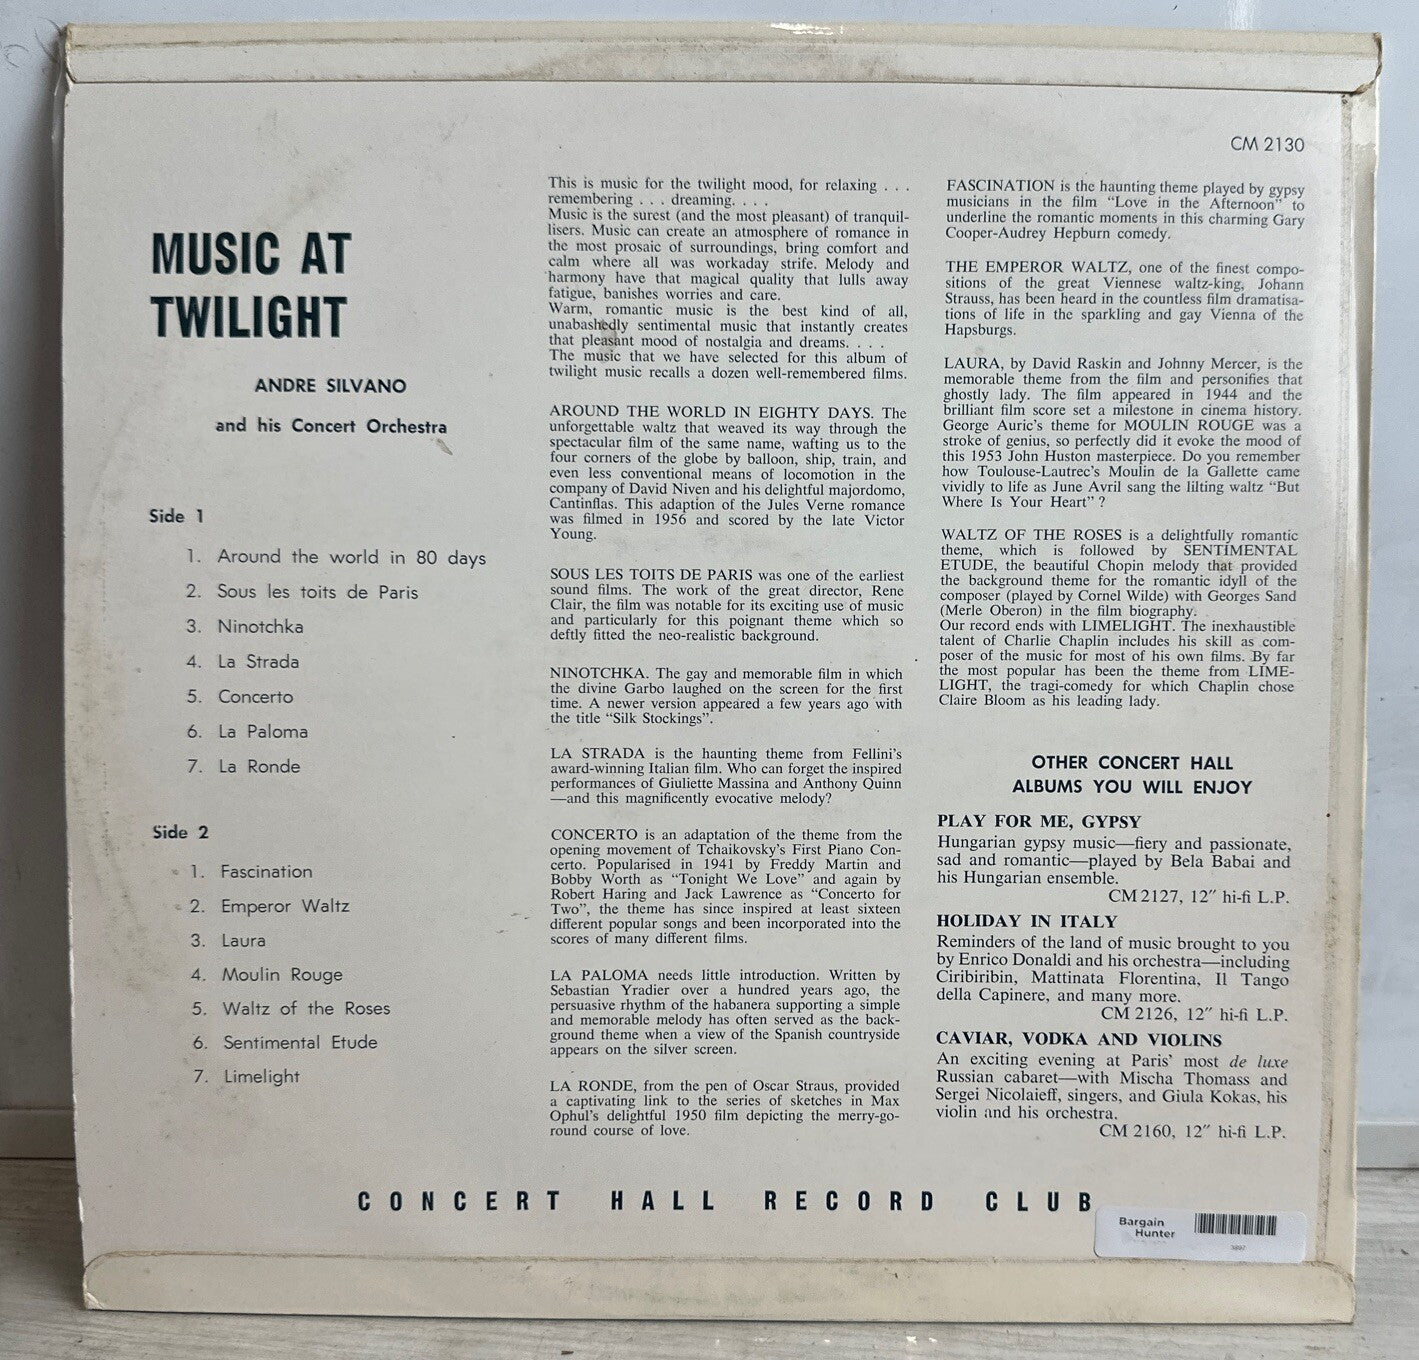 CM 2130
MUSIC AT
TWILIGHT
ANDRE SILVANO
and his Concert Orchestra
Side 1
1. Around the world in 80 days
2. Sous les toits de Paris
3. Ninotchka
4. La Strada
5. Concerto
6. La Paloma
7. La Ronde
Side 2
1. Fascination
2. Emperor Waltz
3. Laura
4. Moulin Rouge
5. Waltz of the Roses
6. Sentimental Etude
7. Limelight
This is music for the twilight mood, for relaxing . . .
remembering . . . dreaming. . . .
Music is the surest (and the most pleasant) of tranquil-
lisers. Music can create an atmosphere of romance in
the most prosaic of surroundings, bring comfort and
calm where all was workaday strife. Melody and
harmony have that magical quality that lulls away
fatigue, banishes worries and care.
Warm, romantic music is the best kind of all,
unabashedly sentimental music that instantly creates
that pleasant mood of nostalgia and dreams. . . .
The music that we have selected for this album of
twilight music recalls a dozen well-remembered films.
AROUND THE WORLD IN EIGHTY DAYS. The
unforgettable waltz that weaved its way through the
spectacular film of the same name, wafting us to the
four corners of the globe by balloon, ship, train, and
even less conventional means of locomotion in the
company of David Niven and his delightful majordomo,
Cantinflas. This adaption of the Jules Verne romance
was filmed in 1956 and scored by the late Victor
Young.
SOUS LES TOITS DE PARIS was one of the earliest
sound films. The work of the great director, Rene
Clair, the film was notable for its exciting use of music
and particularly for this poignant theme which so
deftly fitted the neo-realistic background.
NINOTCHKA. The gay and memorable film in which
the divine Garbo laughed on the screen for the first
time. A newer version appeared a few years ago with
the title “Silk Stockings”.
LA STRADA is the haunting theme from Fellini's
award-winning Italian film. Who can forget the inspired
performances of Giuliette Massina and Anthony Quinn
—and this magnificently evocative melody?
CONCERTO is an adaptation of the theme from the
opening movement of Tchaikovsky's First Piano Con-
certo. Popularised in 1941 by Freddy Martin and
Bobby Worth as “Tonight We Love” and again by
Robert Haring and Jack Lawrence as “Concerto for
Two”, the theme has since inspired at least sixteen
different popular songs and been incorporated into the
scores of many different films.
LA PALOMA needs little introduction. Written by
Sebastian Yradier over a hundred years ago, the
persuasive rhythm of the habanera supporting a simple
and memorable melody has often served as the back-
ground theme when a view of the Spanish countryside
appears on the silver screen.
LA RONDE, from the pen of Oscar Straus, provided
a captivating link to the series of sketches in Max
Ophul's delightful 1950 film depicting the merry-go-
round course of love.
FASCINATION is the haunting theme played by gypsy
musicians in the film “Love in the Afternoon” to
underline the romantic moments in this charming Gary
Cooper-Audrey Hepburn comedy.
THE EMPEROR WALTZ, one of the finest compo-
sitions of the great Viennese waltz-king, Johann
Strauss, has been heard in the countless film dramatisa-
tions of life in the sparkling and gay Vienna of the
Hapsburgs.
LAURA, by David Raskin and Johnny Mercer, is the
memorable theme from the film and personifies that
ghostly lady. The film appeared in 1944 and the
brilliant film score set a milestone in cinema history.
George Auric's theme for MOULIN ROUGE was a
stroke of genius, so perfectly did it evoke the mood of
this 1953 John Huston masterpiece. Do you remember
how Toulouse-Lautrec's Moulin de la Gallette came
vividly to life as June Avril sang the lilting waltz “But
Where Is Your Heart” ?
WALTZ OF THE ROSES is a delightfully romantic
theme, which is followed by SENTIMENTAL
ETUDE, the beautiful Chopin melody that provided
the background theme for the romantic idyll of the
composer (played by Cornel Wilde) with Georges Sand
(Merle Oberon) in the film biography.
Our record ends with LIMELIGHT. The inexhaustible
talent of Charlie Chaplin includes his skill as com-
poser of the music for most of his own films. By far
the most popular has been the theme from LIME-
LIGHT, the tragi-comedy for which Chaplin chose
Claire Bloom as his leading lady.
OTHER CONCERT HALL
ALBUMS YOU WILL ENJOY
PLAY FOR ME, GYPSY
Hungarian gypsy music—fiery and passionate,
sad and romantic—played by Bela Babai and
his Hungarian ensemble.
CM 2127, 12″ hi-fi L.P.
HOLIDAY IN ITALY
Reminders of the land of music brought to you
by Enrico Donaldi and his orchestra—including
Ciribiribin, Mattinata Florentina, Il Tango
della Capinere, and many more.
CM 2126, 12″ hi-fi L.P.
CAVIAR, VODKA AND VIOLINS
An exciting evening at Paris' most de luxe
Russian cabaret—with Mischa Thomass and
Sergei Nicolaieff, singers, and Giula Kokas, his
violin and his orchestra.
CM 2160, 12″ hi-fi L.P.
CONCERT HALL RECORD CLUB
Bargain
Hunter